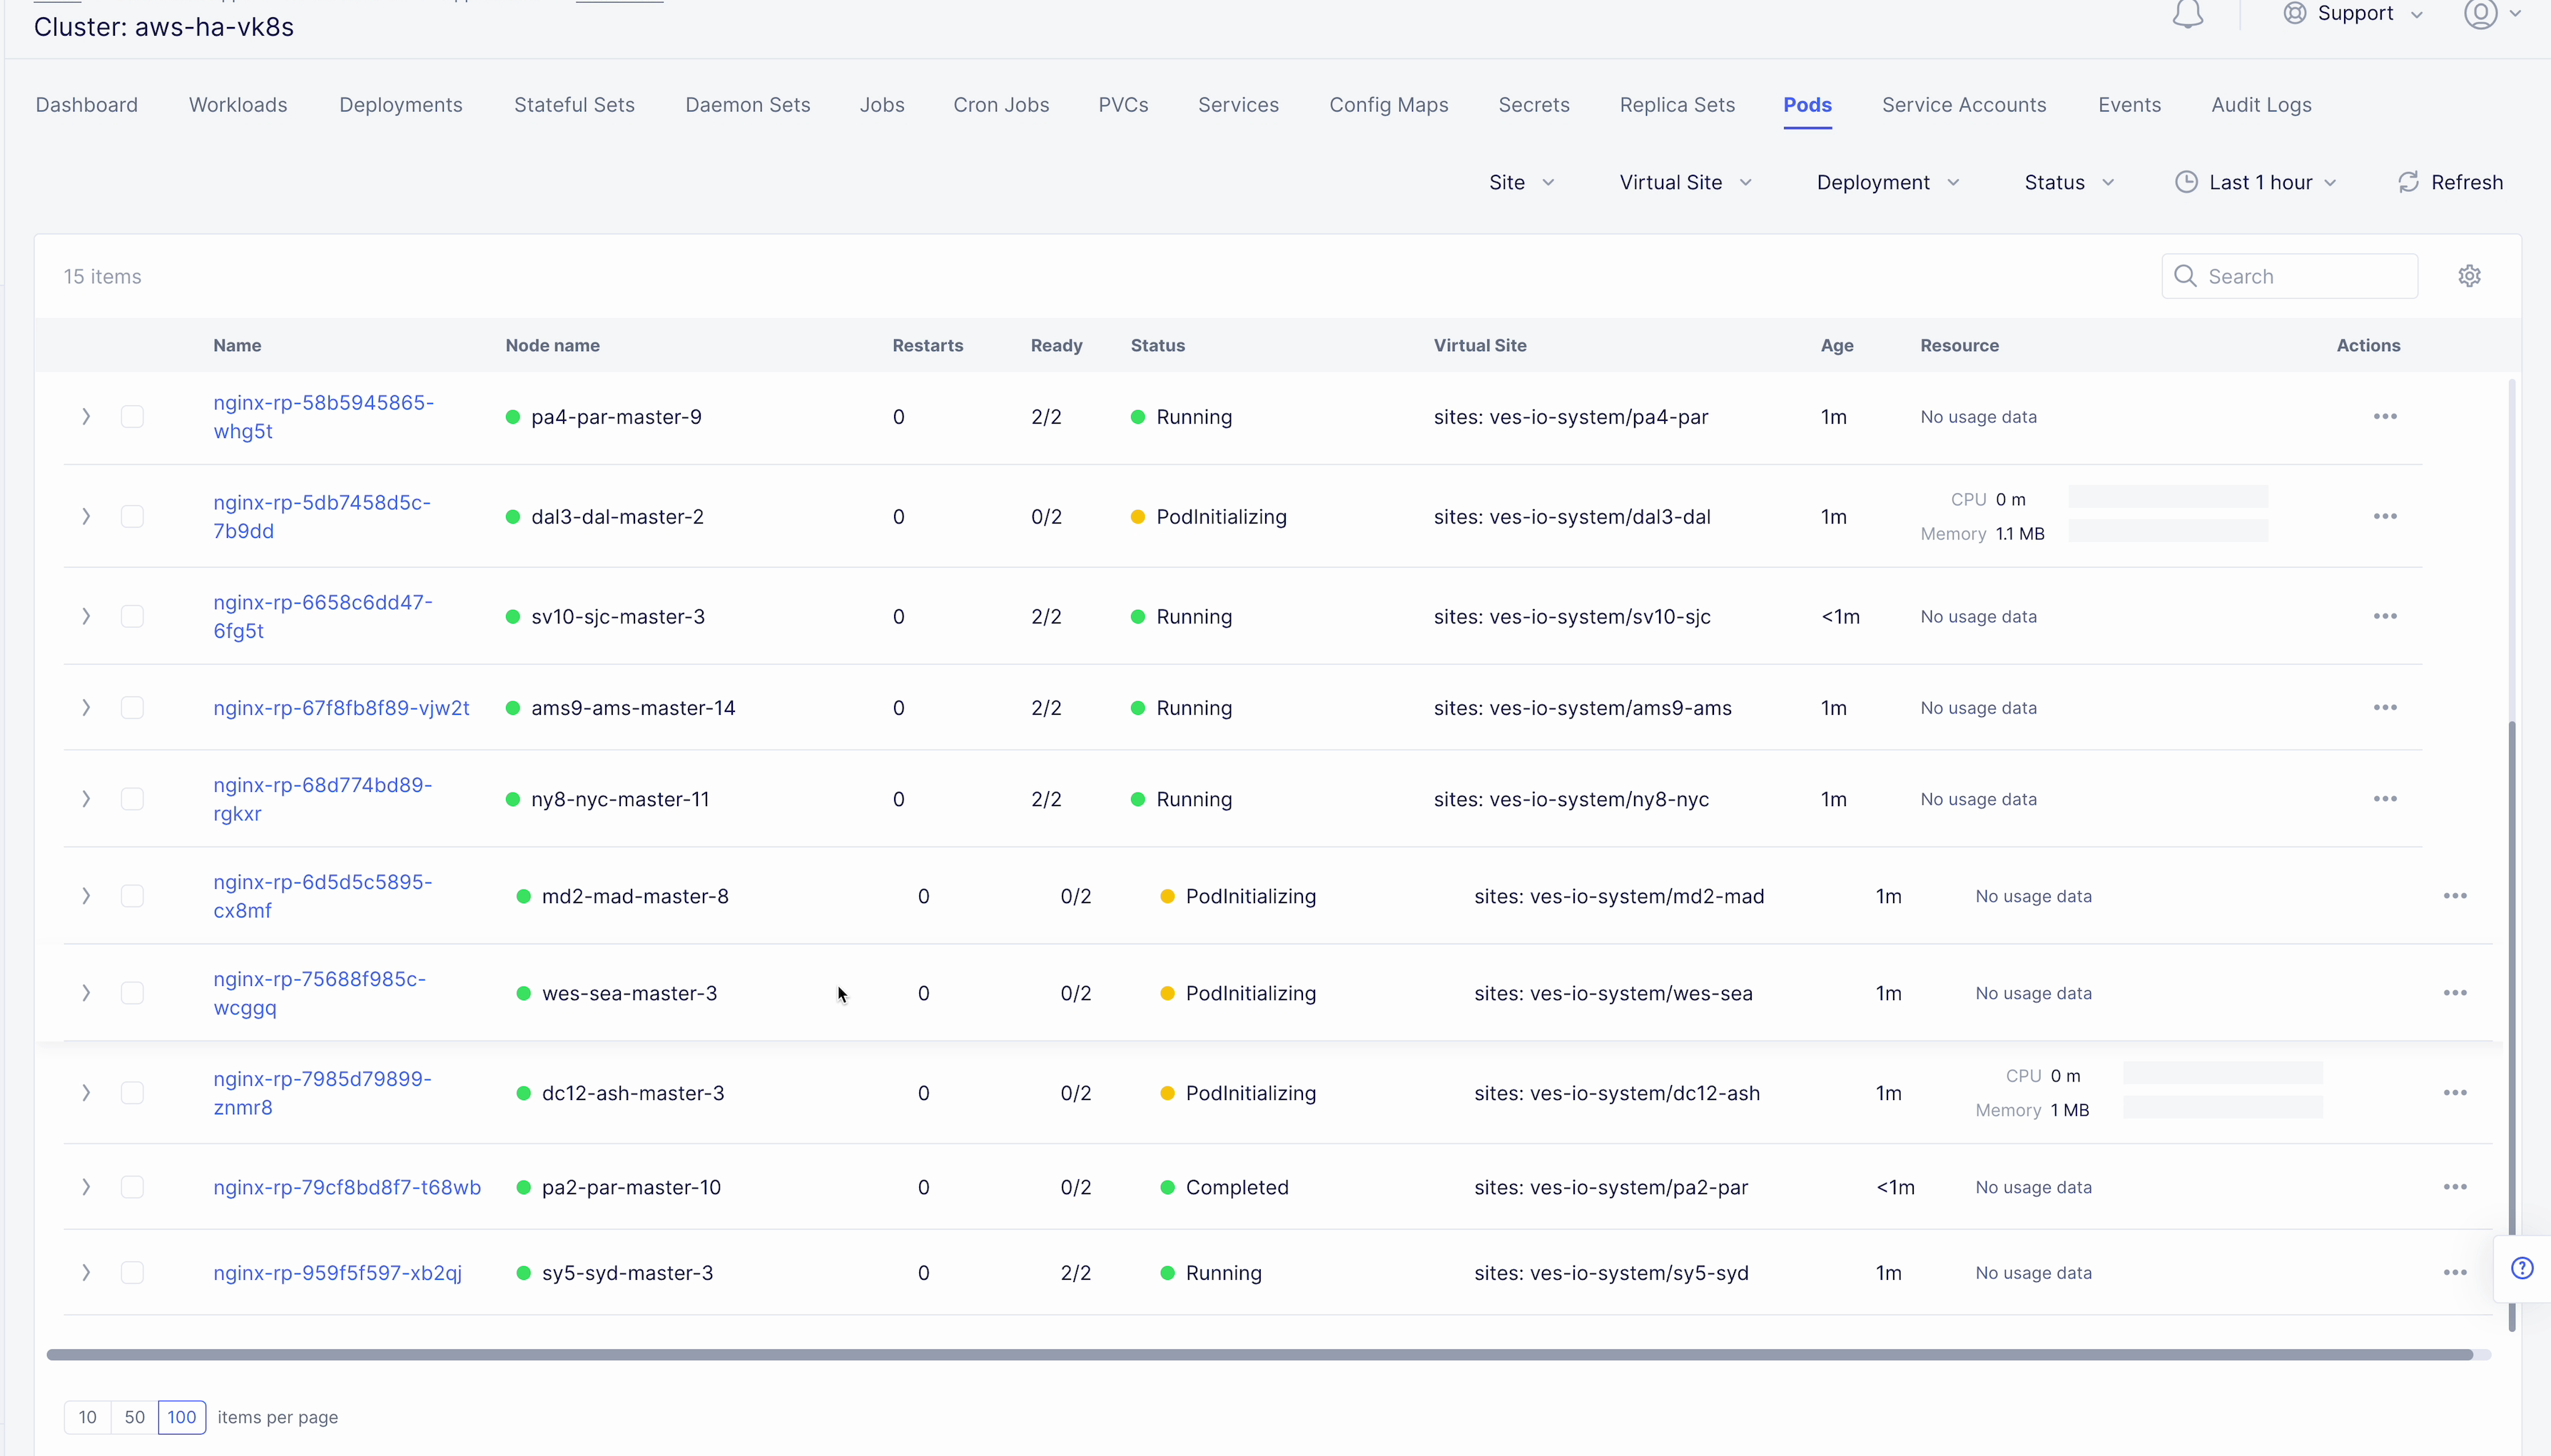 Cluster: aws-ha-vk8s
Support
Dashboard Workloads Deployments Stateful Sets Daemon Sets Jobs Cron Jobs PVCs Services Config Maps Secrets Replica Sets Pods Service Accounts Events Audit Logs
Site Virtual Site Deployment Status Last 1 hour Refresh
15 items Search
Name Node name Restarts Ready Status Virtual Site Age Resource Actions
nginx-rp-58b5945865-
whg5t pa4-par-master-9 0 2/2 Running sites: ves-io-system/pa4-par 1m No usage data
nginx-rp-5db7458d5c-
7b9dd dal3-dal-master-2 0 0/2 PodInitializing sites: ves-io-system/dal3-dal 1m CPU 0 m
Memory 1.1 MB
nginx-rp-6658c6dd47-
6fg5t sv10-sjc-master-3 0 2/2 Running sites: ves-io-system/sv10-sjc <1m No usage data
nginx-rp-67f8fb8f89-vjw2t ams9-ams-master-14 0 2/2 Running sites: ves-io-system/ams9-ams 1m No usage data
nginx-rp-68d774bd89-
rgkxr ny8-nyc-master-11 0 2/2 Running sites: ves-io-system/ny8-nyc 1m No usage data
nginx-rp-6d5d5c5895-
cx8mf md2-mad-master-8 0 0/2 PodInitializing sites: ves-io-system/md2-mad 1m No usage data
nginx-rp-75688f985c-
wcggq wes-sea-master-3 0 0/2 PodInitializing sites: ves-io-system/wes-sea 1m No usage data
nginx-rp-7985d79899-
znmr8 dc12-ash-master-3 0 0/2 PodInitializing sites: ves-io-system/dc12-ash 1m CPU 0 m
Memory 1 MB
nginx-rp-79cf8bd8f7-t68wb pa2-par-master-10 0 0/2 Completed sites: ves-io-system/pa2-par <1m No usage data
nginx-rp-959f5f597-xb2qj sy5-syd-master-3 0 2/2 Running sites: ves-io-system/sy5-syd 1m No usage data
10 50 100 items per page